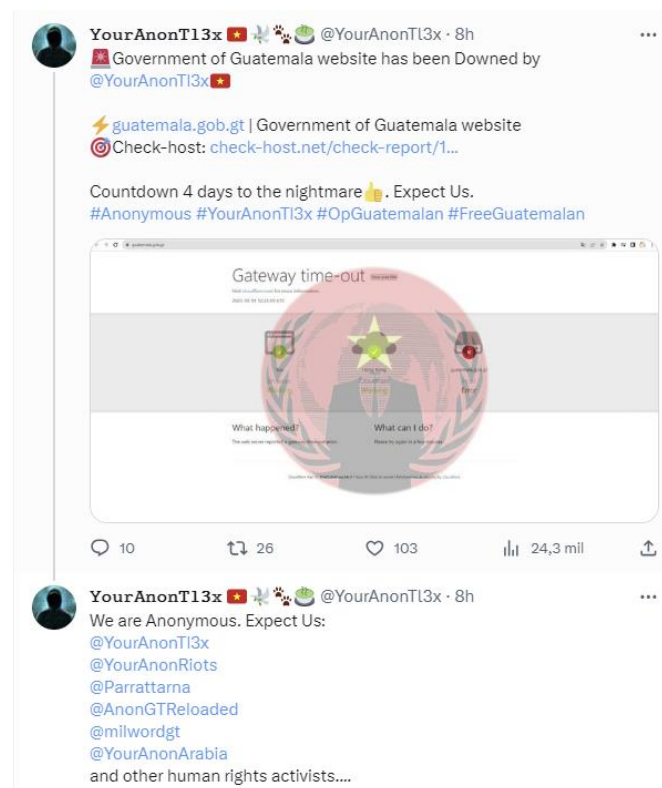 YourAnonTl3x 🇻🇳 🕊️🐾🍵 @YourAnonTl3x · 8h
🚨Government of Guatemala website has been Downed by
@YourAnonTl3x🇻🇳
⚡guatemala.gob.gt | Government of Guatemala website
🎯Check-host: check-host.net/check-report/1...
Countdown 4 days to the nightmare👍. Expect Us.
#Anonymous #YourAnonTl3x #OpGuatemalan #FreeGuatemalan
Gateway time-out
What happened? What can I do?
10 26 103 24,3 mil
YourAnonTl3x 🇻🇳 🕊️🐾🍵 @YourAnonTl3x · 8h
We are Anonymous. Expect Us:
@YourAnonTl3x
@YourAnonRiots
@Parrattarna
@AnonGTReloaded
@milwordgt
@YourAnonArabia
and other human rights activists....